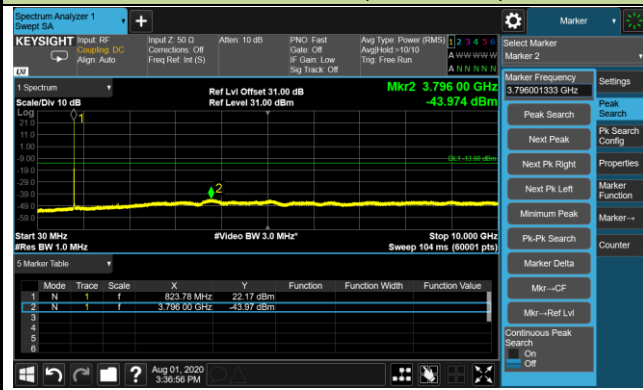 Spectrum Analyzer 1
Swept SA
Marker
KEYSIGHT
Input: RF
Coupling: DC
Align: Auto
Input Z: 50 Ω
Corrections: Off
Freq Ref: Int (S)
Atten: 10 dB
PNO: Fast
Gate: Off
IF Gain: Low
Sig Track: Off
Avg Type: Power (RMS)
Avg|Hold:>10/10
Trig: Free Run
1 2 3 4 5 6
A W W W W W
A N N N N N
LXI
Select Marker
Marker 2
Marker Frequency
3.796001333 GHz
Settings
Peak Search
Peak Search
Next Peak
Pk Search Config
Next Pk Right
Properties
Next Pk Left
Marker Function
Minimum Peak
Marker→
Pk-Pk Search
Counter
Marker Delta
Mkr→CF
Mkr→Ref Lvl
Continuous Peak Search
On
Off
1 Spectrum
Scale/Div 10 dB
Ref Lvl Offset 31.00 dB
Ref Level 31.00 dBm
Mkr2 3.796 00 GHz
-43.974 dBm
Log
21.0
11.0
1.00
-9.00
-19.0
-29.0
-39.0
-49.0
-59.0
1
2
DL1 -13.00 dBm
Start 30 MHz
#Video BW 3.0 MHz*
Stop 10.000 GHz
#Res BW 1.0 MHz
Sweep 104 ms (60001 pts)
5 Marker Table
Mode Trace Scale X Y Function Function Width Function Value
1 N 1 f 823.78 MHz 22.17 dBm
2 N 1 f 3.796 00 GHz -43.97 dBm
3
4
5
6
?
Aug 01, 2020
3:36:56 PM